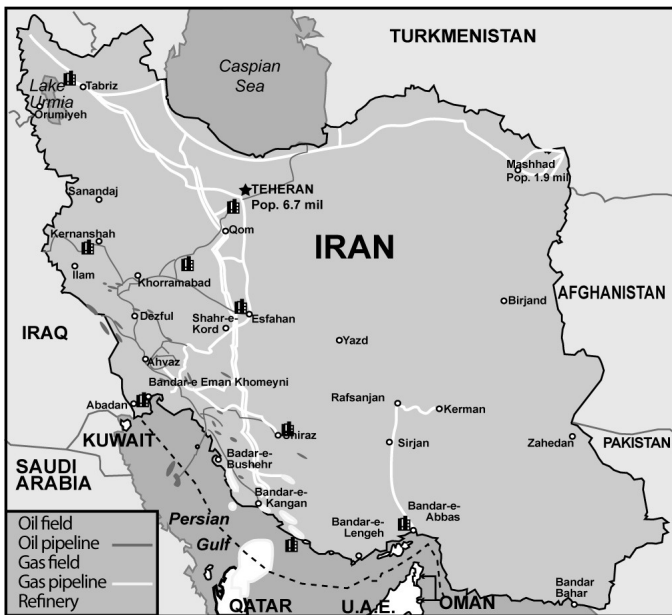 TURKMENISTAN
Caspian
Sea
Lake
Urmia
Tabriz
Orumiyeh
Mashhad
Pop. 1.9 mil
Sanandaj
TEHERAN
Pop. 6.7 mil
Kernanshah
Qom
IRAN
Ilam
Khorramabad
Birjand
AFGHANISTAN
IRAQ
Dezful
Shahr-e-
Kord
Esfahan
Yazd
Ahvaz
Bandar-e Eman Khomeyni
Abadan
Rafsanjan
Kerman
KUWAIT
Shiraz
Sirjan
Zahedan
PAKISTAN
SAUDI
ARABIA
Badar-e-
Bushehr
Bandar-e-
Kangan
Bandar-e-
Abbas
Oil field
Oil pipeline
Gas field
Gas pipeline
Refinery
Persian
Gulf
Bandar-e-
Lengeh
Bandar
Bahar
QATAR
U.A.E.
OMAN